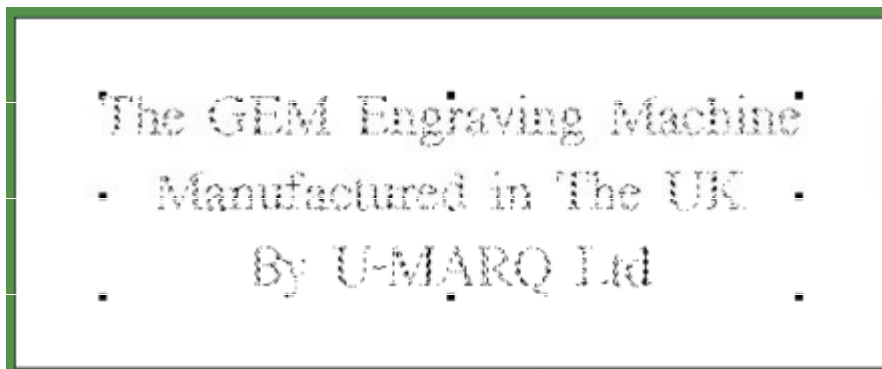 The GEM Engraving Machine
Manufactured in The UK
By U-MARQ Ltd